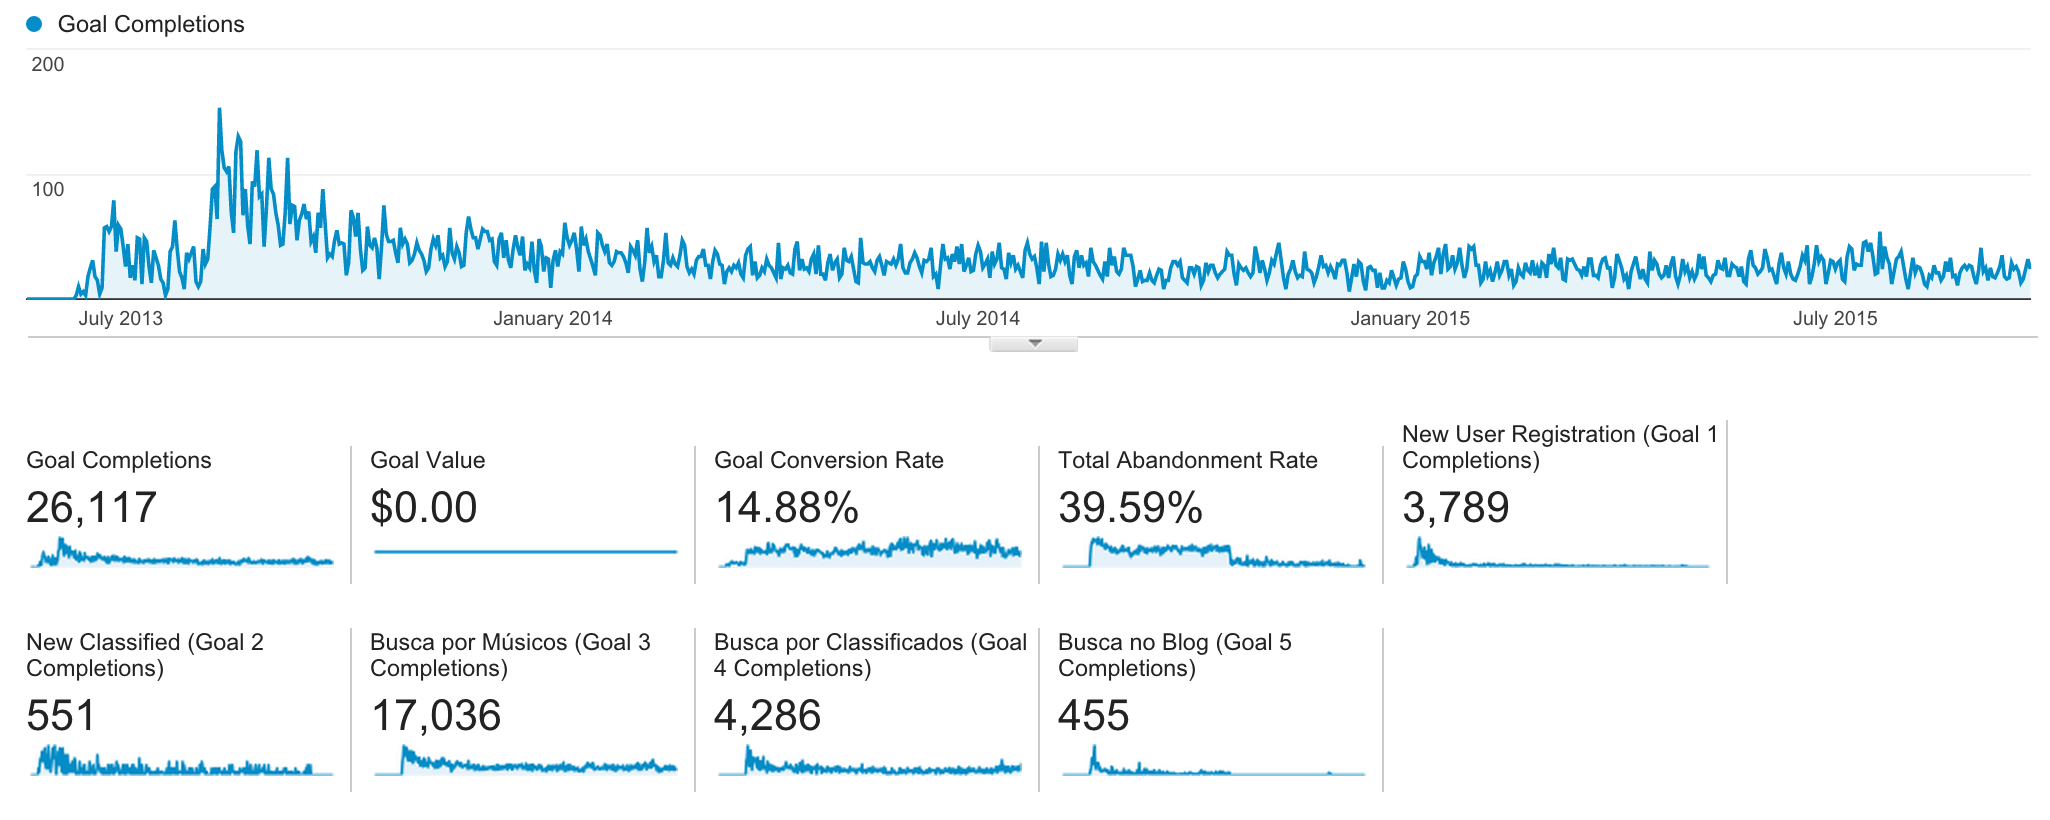 Goal Completions
200
100
July 2013
January 2014
July 2014
January 2015
July 2015
Goal Completions
26,117
Goal Value
$0.00
Goal Conversion Rate
14.88%
Total Abandonment Rate
39.59%
New User Registration (Goal 1
Completions)
3,789
New Classified (Goal 2
Completions)
551
Busca por Músicos (Goal 3
Completions)
17,036
Busca por Classificados (Goal
4 Completions)
4,286
Busca no Blog (Goal 5
Completions)
455